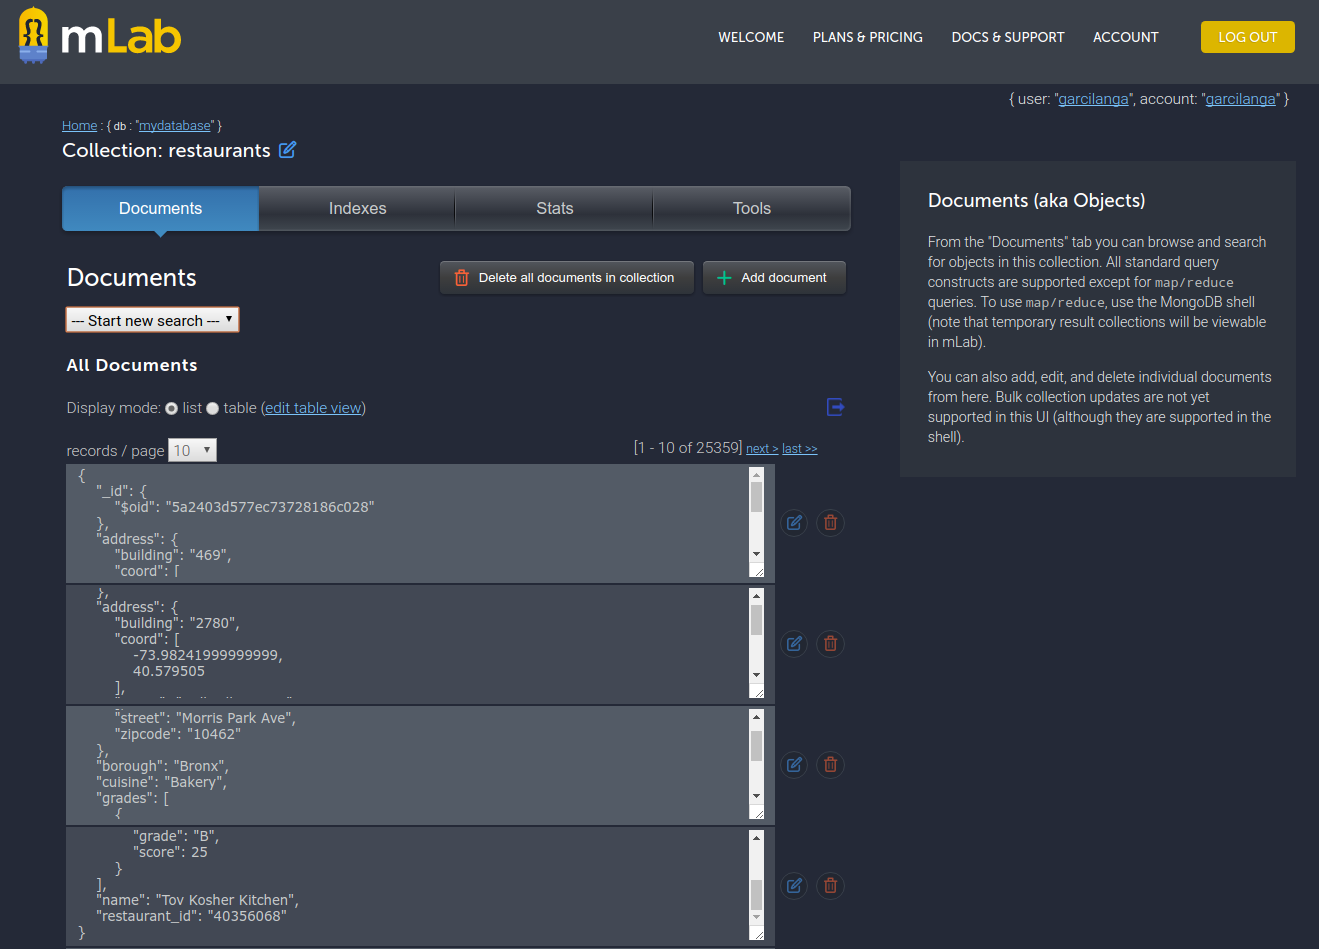 mLab
WELCOME PLANS & PRICING DOCS & SUPPORT ACCOUNT LOG OUT
{ user: "garcilanga", account: "garcilanga" }
Home : { db : "mydatabase" }
Collection: restaurants
Documents Indexes Stats Tools
Documents
Delete all documents in collection
Add document
--- Start new search ---
All Documents
Display mode: list table (edit table view)
records / page 10
[1 - 10 of 25359] next > last >>
{
"_id": {
"$oid": "5a2403d577ec73728186c028"
},
"address": {
"building": "469",
"coord": [
},
"address": {
"building": "2780",
"coord": [
-73.98241999999999,
40.579505
],
"street": "Morris Park Ave",
"zipcode": "10462"
},
"borough": "Bronx",
"cuisine": "Bakery",
"grades": [
{
"grade": "B",
"score": 25
}
],
"name": "Tov Kosher Kitchen",
"restaurant_id": "40356068"
}
Documents (aka Objects)
From the "Documents" tab you can browse and search
for objects in this collection. All standard query
constructs are supported except for map/reduce
queries. To use map/reduce, use the MongoDB shell
(note that temporary result collections will be viewable
in mLab).
You can also add, edit, and delete individual documents
from here. Bulk collection updates are not yet
supported in this UI (although they are supported in the
shell).